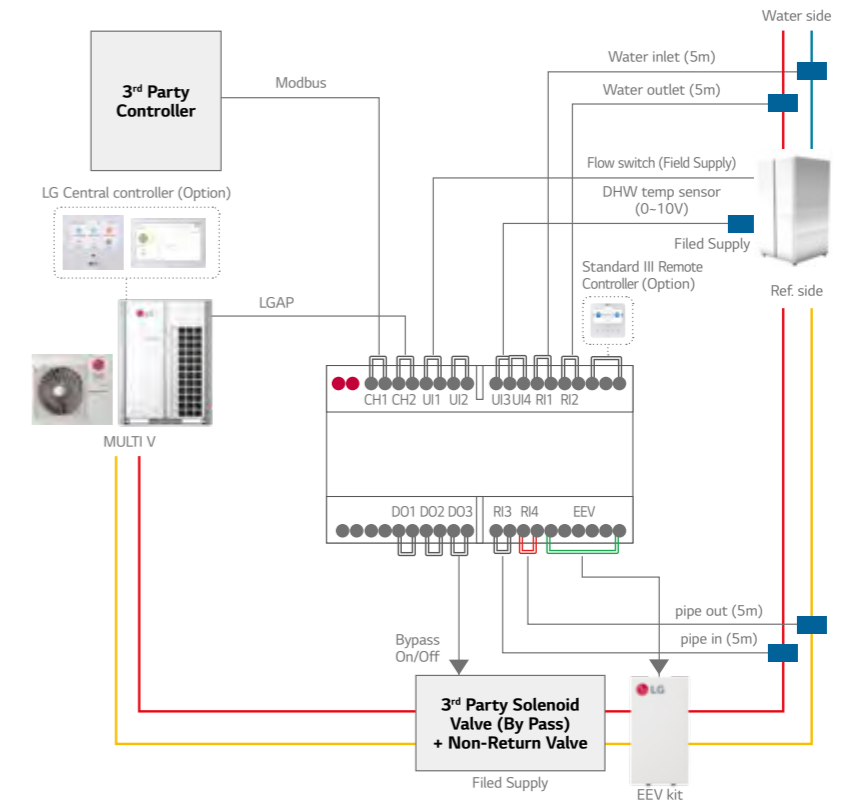 Water side
Water inlet (5m)
3rd Party
Controller
Modbus
Water outlet (5m)
Flow switch (Field Supply)
LG Central controller (Option)
DHW temp sensor
(0~10V)
Filed Supply
Standard III Remote
Controller (Option)
Ref. side
LGAP
LG
CH1 CH2 UI1 UI2 UI3 UI4 RI1 RI2
MULTI V
DO1 DO2 DO3 RI3 RI4 EEV
pipe out (5m)
Bypass
On/Off
pipe in (5m)
LG
3rd Party Solenoid
Valve (By Pass)
+ Non-Return Valve
Filed Supply
EEV kit